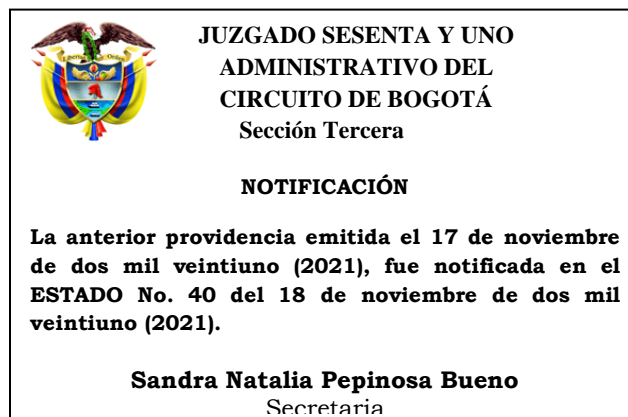 JUZGADO SESENTA Y UNO
ADMINISTRATIVO DEL
CIRCUITO DE BOGOTÁ
Sección Tercera
NOTIFICACIÓN
La anterior providencia emitida el 17 de noviembre
de dos mil veintiuno (2021), fue notificada en el
ESTADO No. 40 del 18 de noviembre de dos mil
veintiuno (2021).
Sandra Natalia Pepinosa Bueno
Secretaria